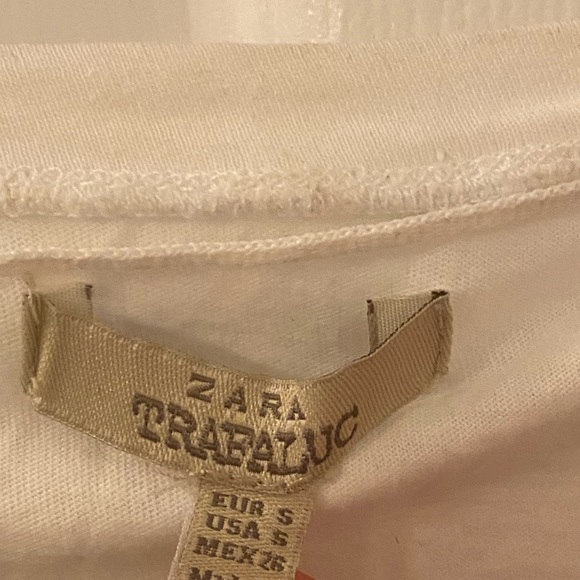 ZARA
TRAFALUC
EUR S
USA S
MEX 26